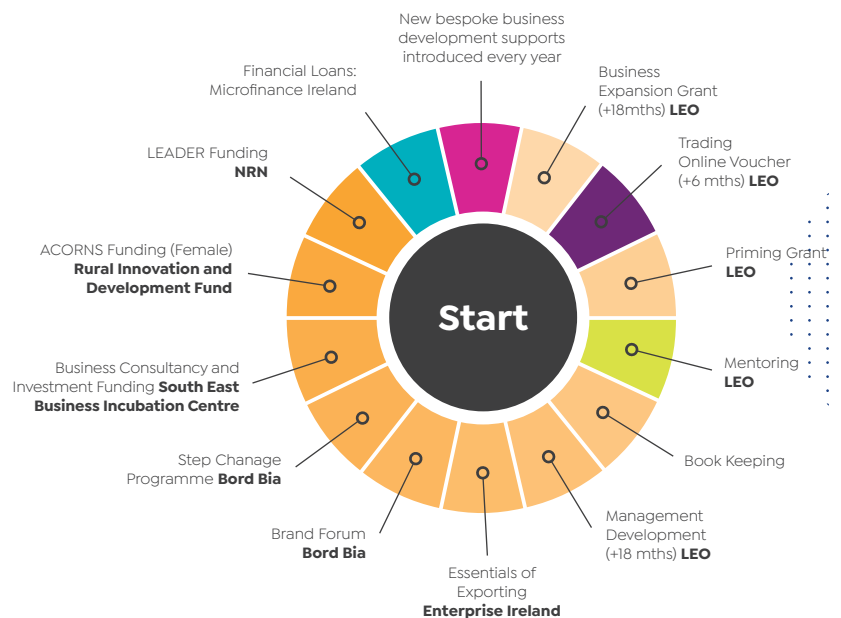 New bespoke business
development supports
introduced every year
Business
Expansion Grant
(+18mths) LEO
Trading
Online Voucher
(+6 mths) LEO
Priming Grant
LEO
Mentoring
LEO
Book Keeping
Management
Development
(+18 mths) LEO
Essentials of
Exporting
Enterprise Ireland
Brand Forum
Bord Bia
Step Chanage
Programme Bord Bia
Business Consultancy and
Investment Funding South East
Business Incubation Centre
ACORNS Funding (Female)
Rural Innovation and
Development Fund
LEADER Funding
NRN
Financial Loans:
Microfinance Ireland
Start